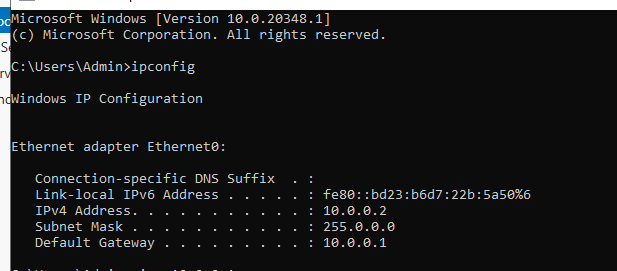 Microsoft Windows [Version 10.0.20348.1]
(c) Microsoft Corporation. All rights reserved.
C:\Users\Admin>ipconfig
Windows IP Configuration
Ethernet adapter Ethernet0:
Connection-specific DNS Suffix . :
Link-local IPv6 Address . . . . . : fe80::bd23:b6d7:22b:5a50%6
IPv4 Address. . . . . . . . . . . : 10.0.0.2
Subnet Mask . . . . . . . . . . . : 255.0.0.0
Default Gateway . . . . . . . . . : 10.0.0.1